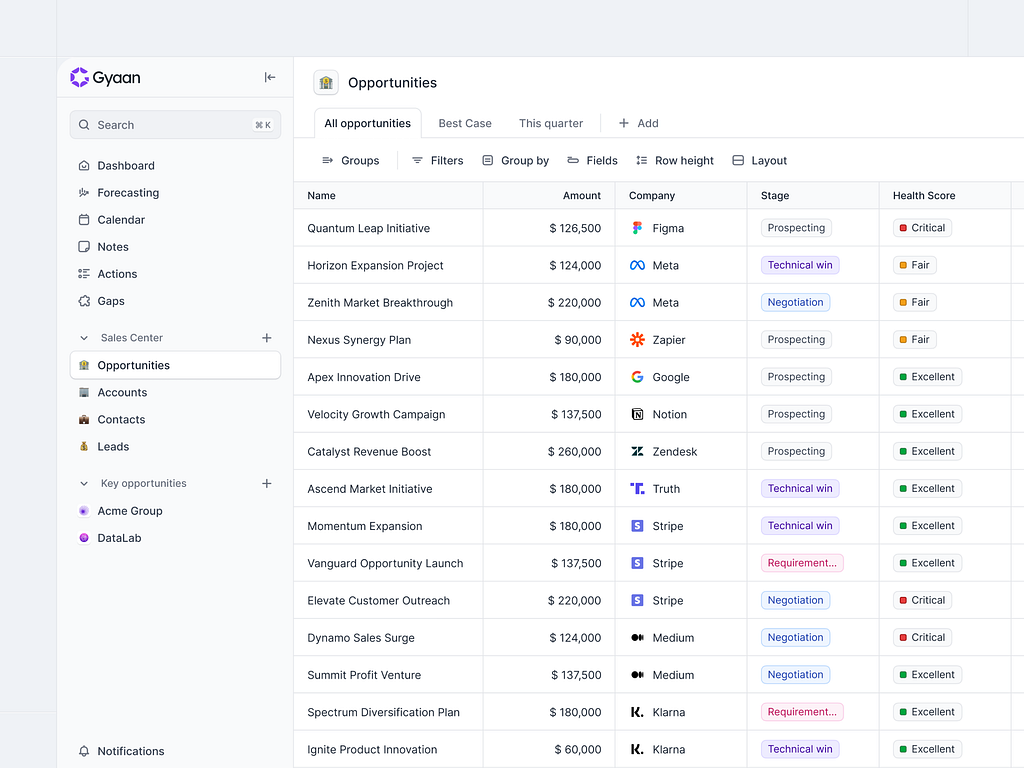 Gyaan
Search ⌘ K
Dashboard
Forecasting
Calendar
Notes
Actions
Gaps
Sales Center
Opportunities
Accounts
Contacts
Leads
Key opportunities
Acme Group
DataLab
Notifications
Opportunities
All opportunities Best Case This quarter + Add
Groups Filters Group by Fields Row height Layout
Name Amount Company Stage Health Score
Quantum Leap Initiative $ 126,500 Figma Prospecting Critical
Horizon Expansion Project $ 124,000 Meta Technical win Fair
Zenith Market Breakthrough $ 220,000 Meta Negotiation Fair
Nexus Synergy Plan $ 90,000 Zapier Prospecting Fair
Apex Innovation Drive $ 180,000 Google Prospecting Excellent
Velocity Growth Campaign $ 137,500 Notion Prospecting Excellent
Catalyst Revenue Boost $ 260,000 Zendesk Prospecting Excellent
Ascend Market Initiative $ 180,000 Truth Technical win Excellent
Momentum Expansion $ 180,000 Stripe Technical win Excellent
Vanguard Opportunity Launch $ 137,500 Stripe Requirement... Excellent
Elevate Customer Outreach $ 220,000 Stripe Negotiation Critical
Dynamo Sales Surge $ 124,000 Medium Negotiation Critical
Summit Profit Venture $ 137,500 Medium Negotiation Excellent
Spectrum Diversification Plan $ 180,000 Klarna Requirement... Excellent
Ignite Product Innovation $ 60,000 Klarna Technical win Excellent